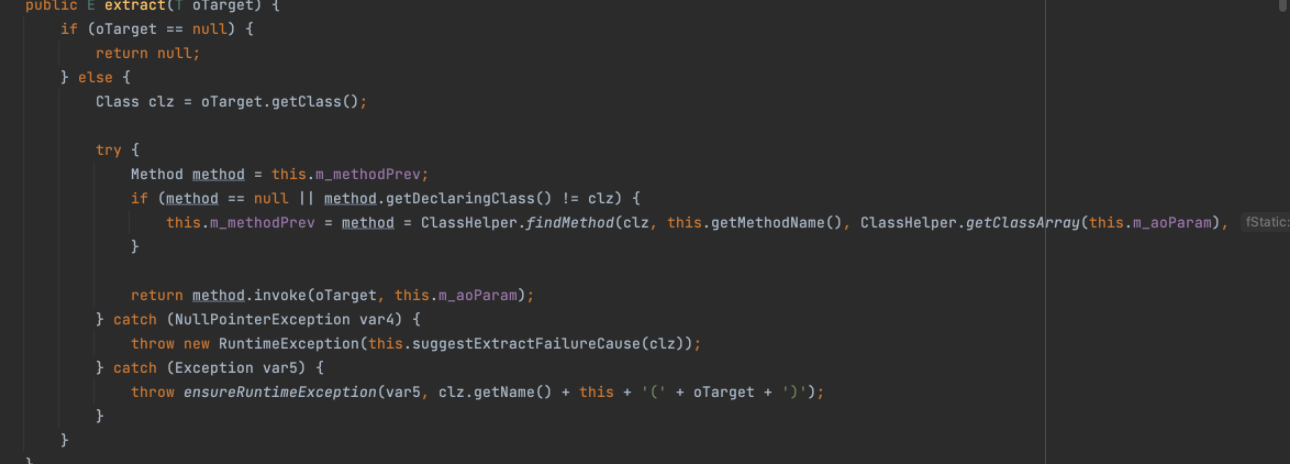 public E extract(T oTarget) {
if (oTarget == null) {
return null;
} else {
Class clz = oTarget.getClass();
try {
Method method = this.m_methodPrev;
if (method == null || method.getDeclaringClass() != clz) {
this.m_methodPrev = method = ClassHelper.findMethod(clz, this.getMethodName(), ClassHelper.getClassArray(this.m_aoParam), fStatic:
}
return method.invoke(oTarget, this.m_aoParam);
} catch (NullPointerException var4) {
throw new RuntimeException(this.suggestExtractFailureCause(clz));
} catch (Exception var5) {
throw ensureRuntimeException(var5, clz.getName() + this + '(' + oTarget + ')');
}
}
}